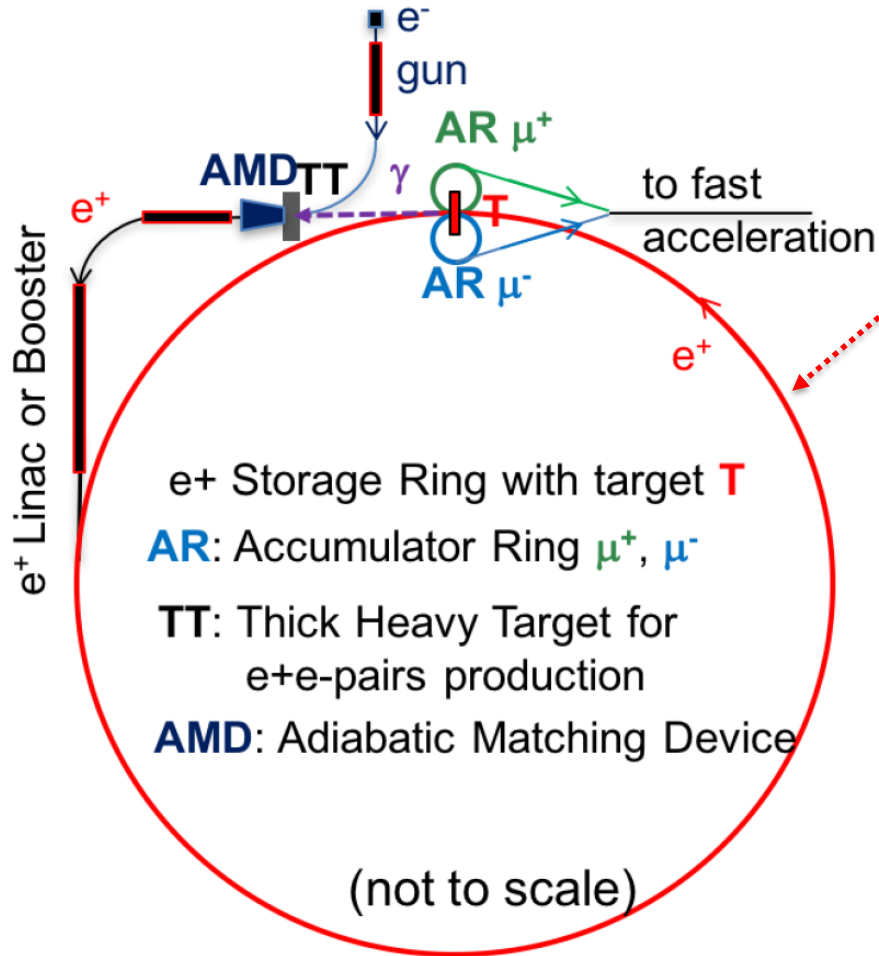 e⁻
gun
AR μ⁺
AMD TT
γ
to fast
e⁺
T
acceleration
AR μ⁻
e⁺
e⁺ Linac or Booster
e+ Storage Ring with target T
AR: Accumulator Ring μ⁺, μ⁻
TT: Thick Heavy Target for
e+e-pairs production
AMD: Adiabatic Matching Device
(not to scale)